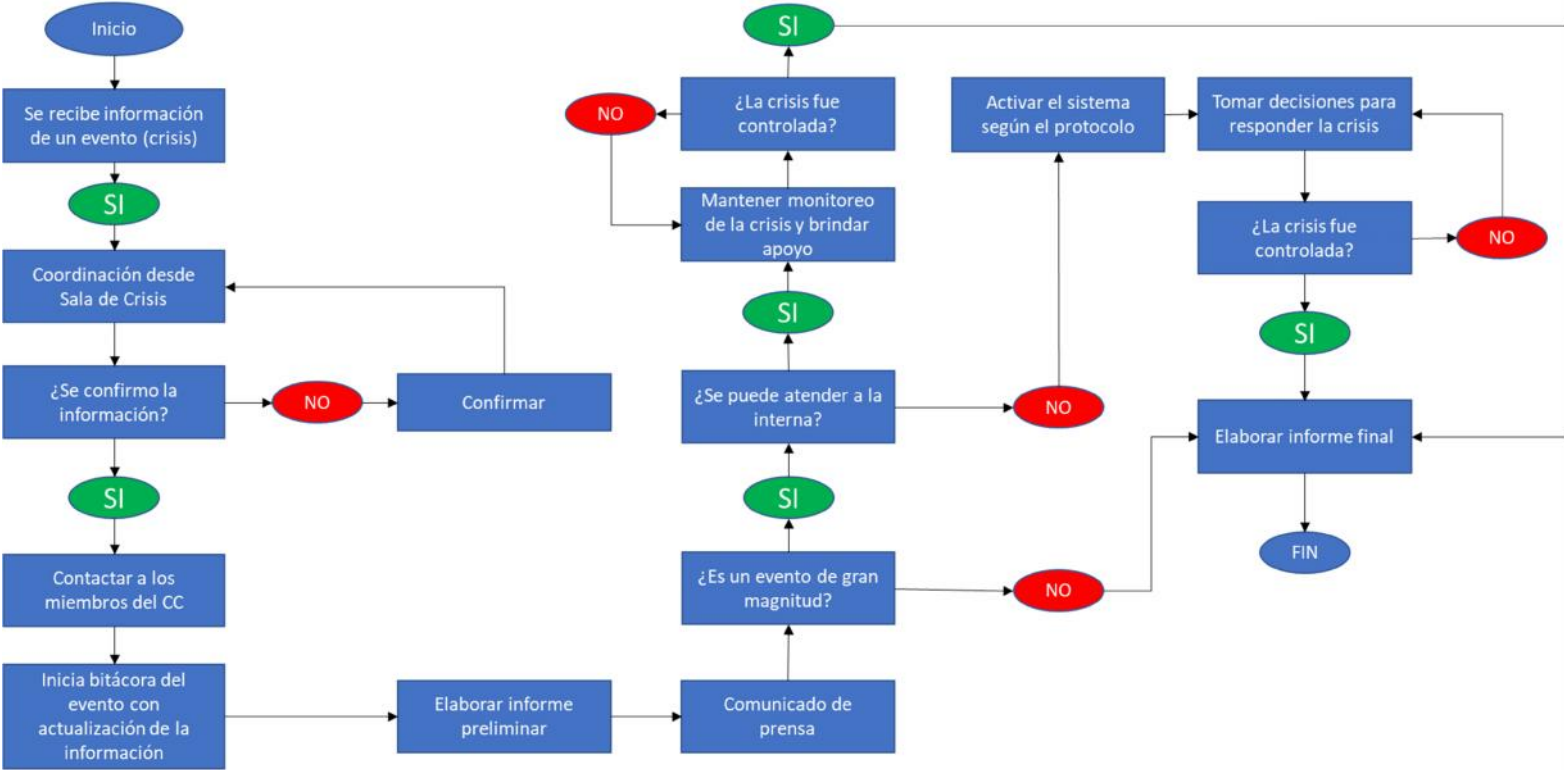 Inicio
Se recibe información
de un evento (crisis)
SI
Coordinación desde
Sala de Crisis
¿Se confirmo la
información?
NO
Confirmar
SI
Contactar a los
miembros del CC
Inicia bitácora del
evento con
actualización de la
información
Elaborar informe
preliminar
Comunicado de
prensa
¿Es un evento de gran
magnitud?
NO
SI
¿Se puede atender a la
interna?
NO
SI
Mantener monitoreo
de la crisis y brindar
apoyo
¿La crisis fue
controlada?
NO
SI
Activar el sistema
según el protocolo
Tomar decisiones para
responder la crisis
¿La crisis fue
controlada?
NO
SI
Elaborar informe final
FIN